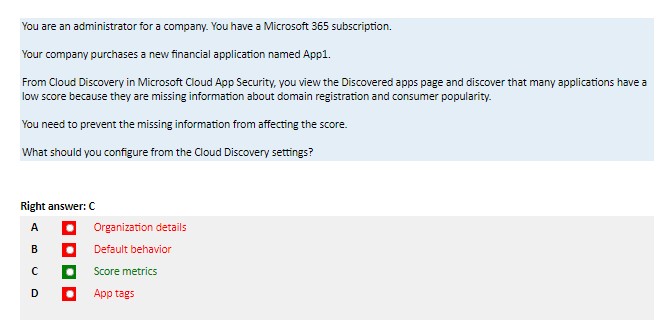 You are an administrator for a company. You have a Microsoft 365 subscription.
Your company purchases a new financial application named App1.
From Cloud Discovery in Microsoft Cloud App Security, you view the Discovered apps page and discover that many applications have a
low score because they are missing information about domain registration and consumer popularity.
You need to prevent the missing information from affecting the score.
What should you configure from the Cloud Discovery settings?
Right answer: C
A Organization details
B Default behavior
C Score metrics
D App tags